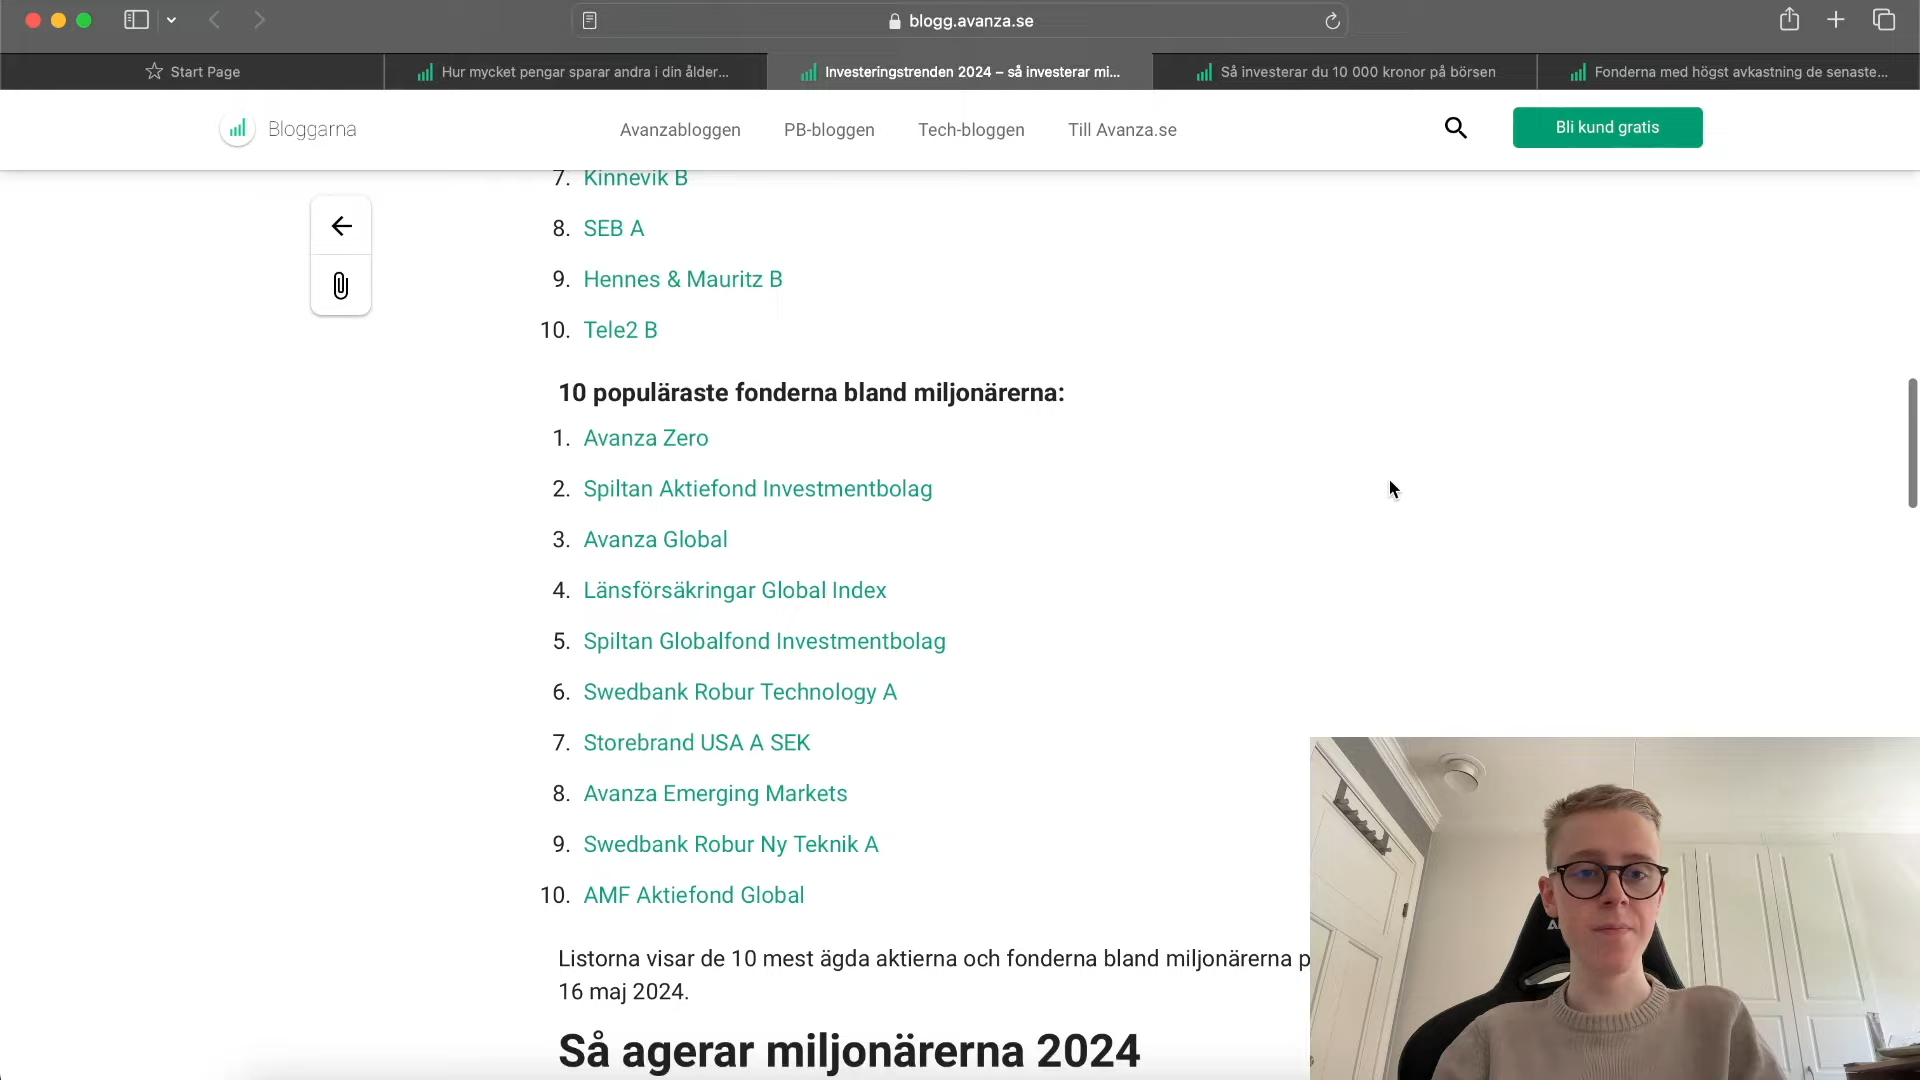 blogg.avanza.se
Start Page
Hur mycket pengar sparar andra i din ålder...
Investeringstrenden 2024 – så investerar mi...
Så investerar du 10 000 kronor på börsen
Fonderna med högst avkastning de senaste...
Bloggarna
Avanzabloggen
PB-bloggen
Tech-bloggen
Till Avanza.se
Bli kund gratis
7. Kinnevik B
8. SEB A
9. Hennes & Mauritz B
10. Tele2 B
10 populäraste fonderna bland miljonärerna:
1. Avanza Zero
2. Spiltan Aktiefond Investmentbolag
3. Avanza Global
4. Länsförsäkringar Global Index
5. Spiltan Globalfond Investmentbolag
6. Swedbank Robur Technology A
7. Storebrand USA A SEK
8. Avanza Emerging Markets
9. Swedbank Robur Ny Teknik A
10. AMF Aktiefond Global
Listorna visar de 10 mest ägda aktierna och fonderna bland miljonärerna p
16 maj 2024.
Så agerar miljonärerna 2024